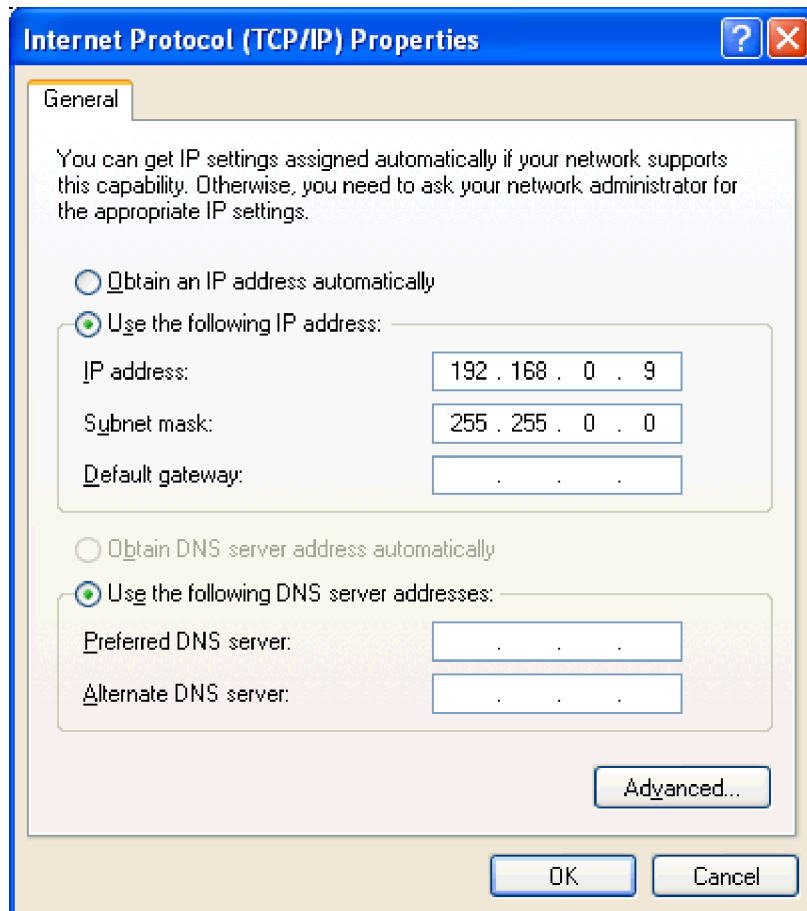 Internet Protocol (TCP/IP) Properties
General
You can get IP settings assigned automatically if your network supports
this capability. Otherwise, you need to ask your network administrator for
the appropriate IP settings.
Obtain an IP address automatically
Use the following IP address:
IP address: 192 . 168 . 0 . 9
Subnet mask: 255 . 255 . 0 . 0
Default gateway: . . .
Obtain DNS server address automatically
Use the following DNS server addresses:
Preferred DNS server: . . .
Alternate DNS server: . . .
Advanced...
OK Cancel